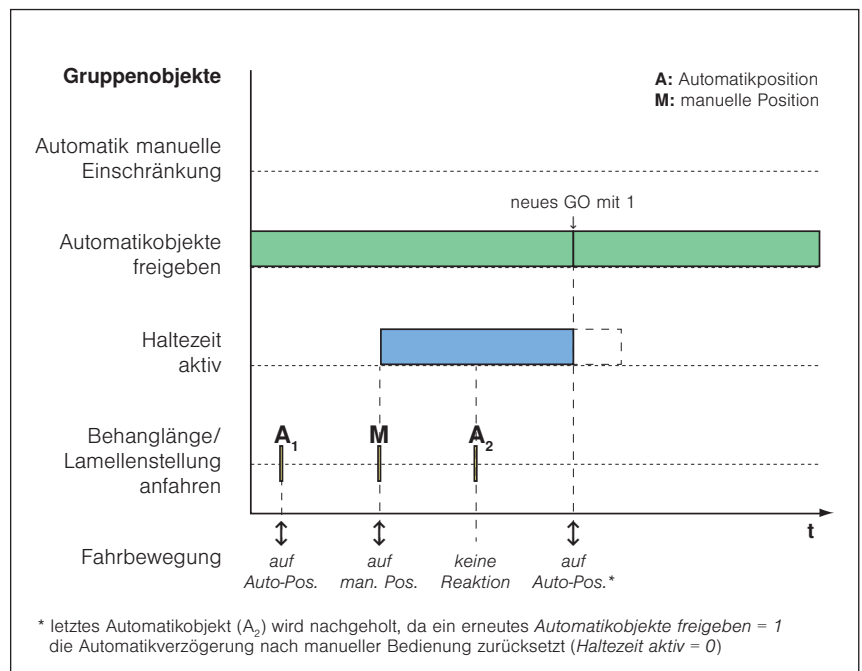 Gruppenobjekte
A: Automatikposition
M: manuelle Position
Automatik manuelle
Einschränkung
neues GO mit 1
↓
Automatikobjekte
freigeben
Haltezeit
aktiv
Behanglänge/
Lamellenstellung
anfahren
A₁ M A₂
t
Fahrbewegung
auf
Auto-Pos.
auf
man. Pos.
keine
Reaktion
auf
Auto-Pos.*
* letztes Automatikobjekt (A₂) wird nachgeholt, da ein erneutes Automatikobjekte freigeben = 1
die Automatikverzögerung nach manueller Bedienung zurücksetzt (Haltezeit aktiv = 0)